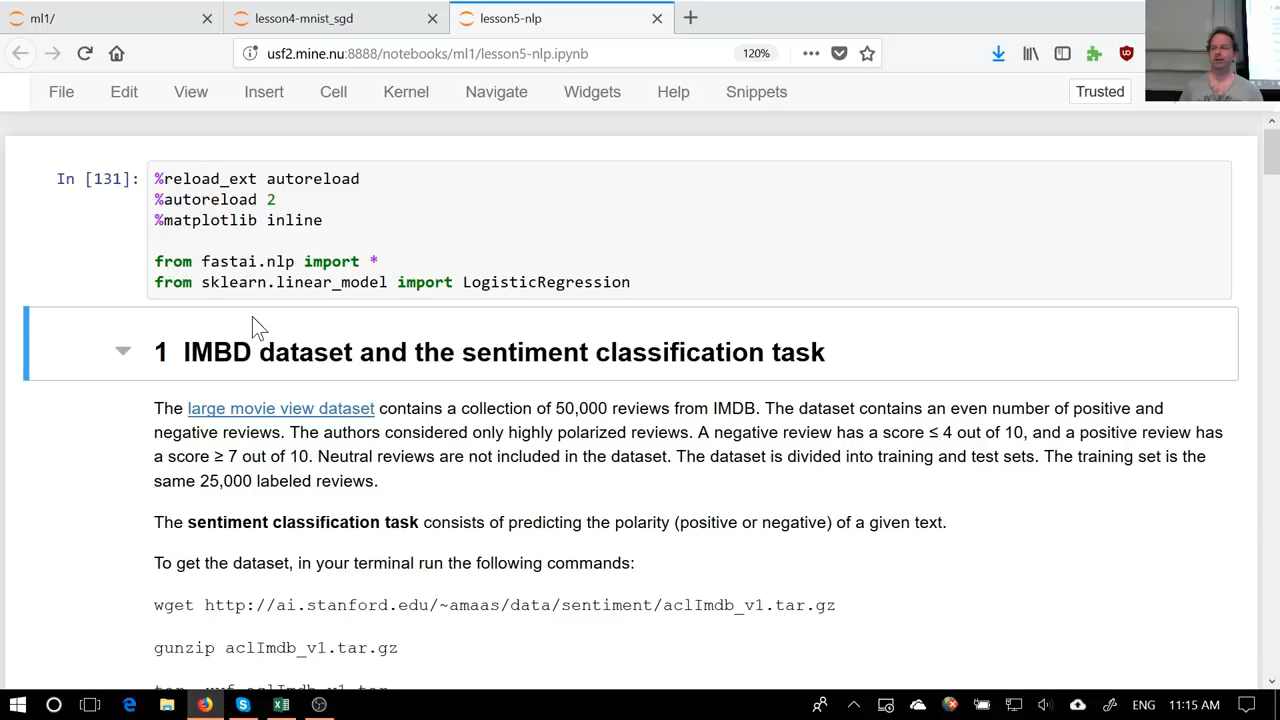 ml1/
lesson4-mnist_sgd
lesson5-nlp
usf2.mine.nu:8888/notebooks/ml1/lesson5-nlp.ipynb
120%
File Edit View Insert Cell Kernel Navigate Widgets Help Snippets
Trusted
In [131]:
%reload_ext autoreload
%autoreload 2
%matplotlib inline
from fastai.nlp import *
from sklearn.linear_model import LogisticRegression
1 IMBD dataset and the sentiment classification task
The large movie view dataset contains a collection of 50,000 reviews from IMDB. The dataset contains an even number of positive and
negative reviews. The authors considered only highly polarized reviews. A negative review has a score ≤ 4 out of 10, and a positive review has
a score ≥ 7 out of 10. Neutral reviews are not included in the dataset. The dataset is divided into training and test sets. The training set is the
same 25,000 labeled reviews.
The sentiment classification task consists of predicting the polarity (positive or negative) of a given text.
To get the dataset, in your terminal run the following commands:
wget http://ai.stanford.edu/~amaas/data/sentiment/aclImdb_v1.tar.gz
gunzip aclImdb_v1.tar.gz
ENG
11:15 AM